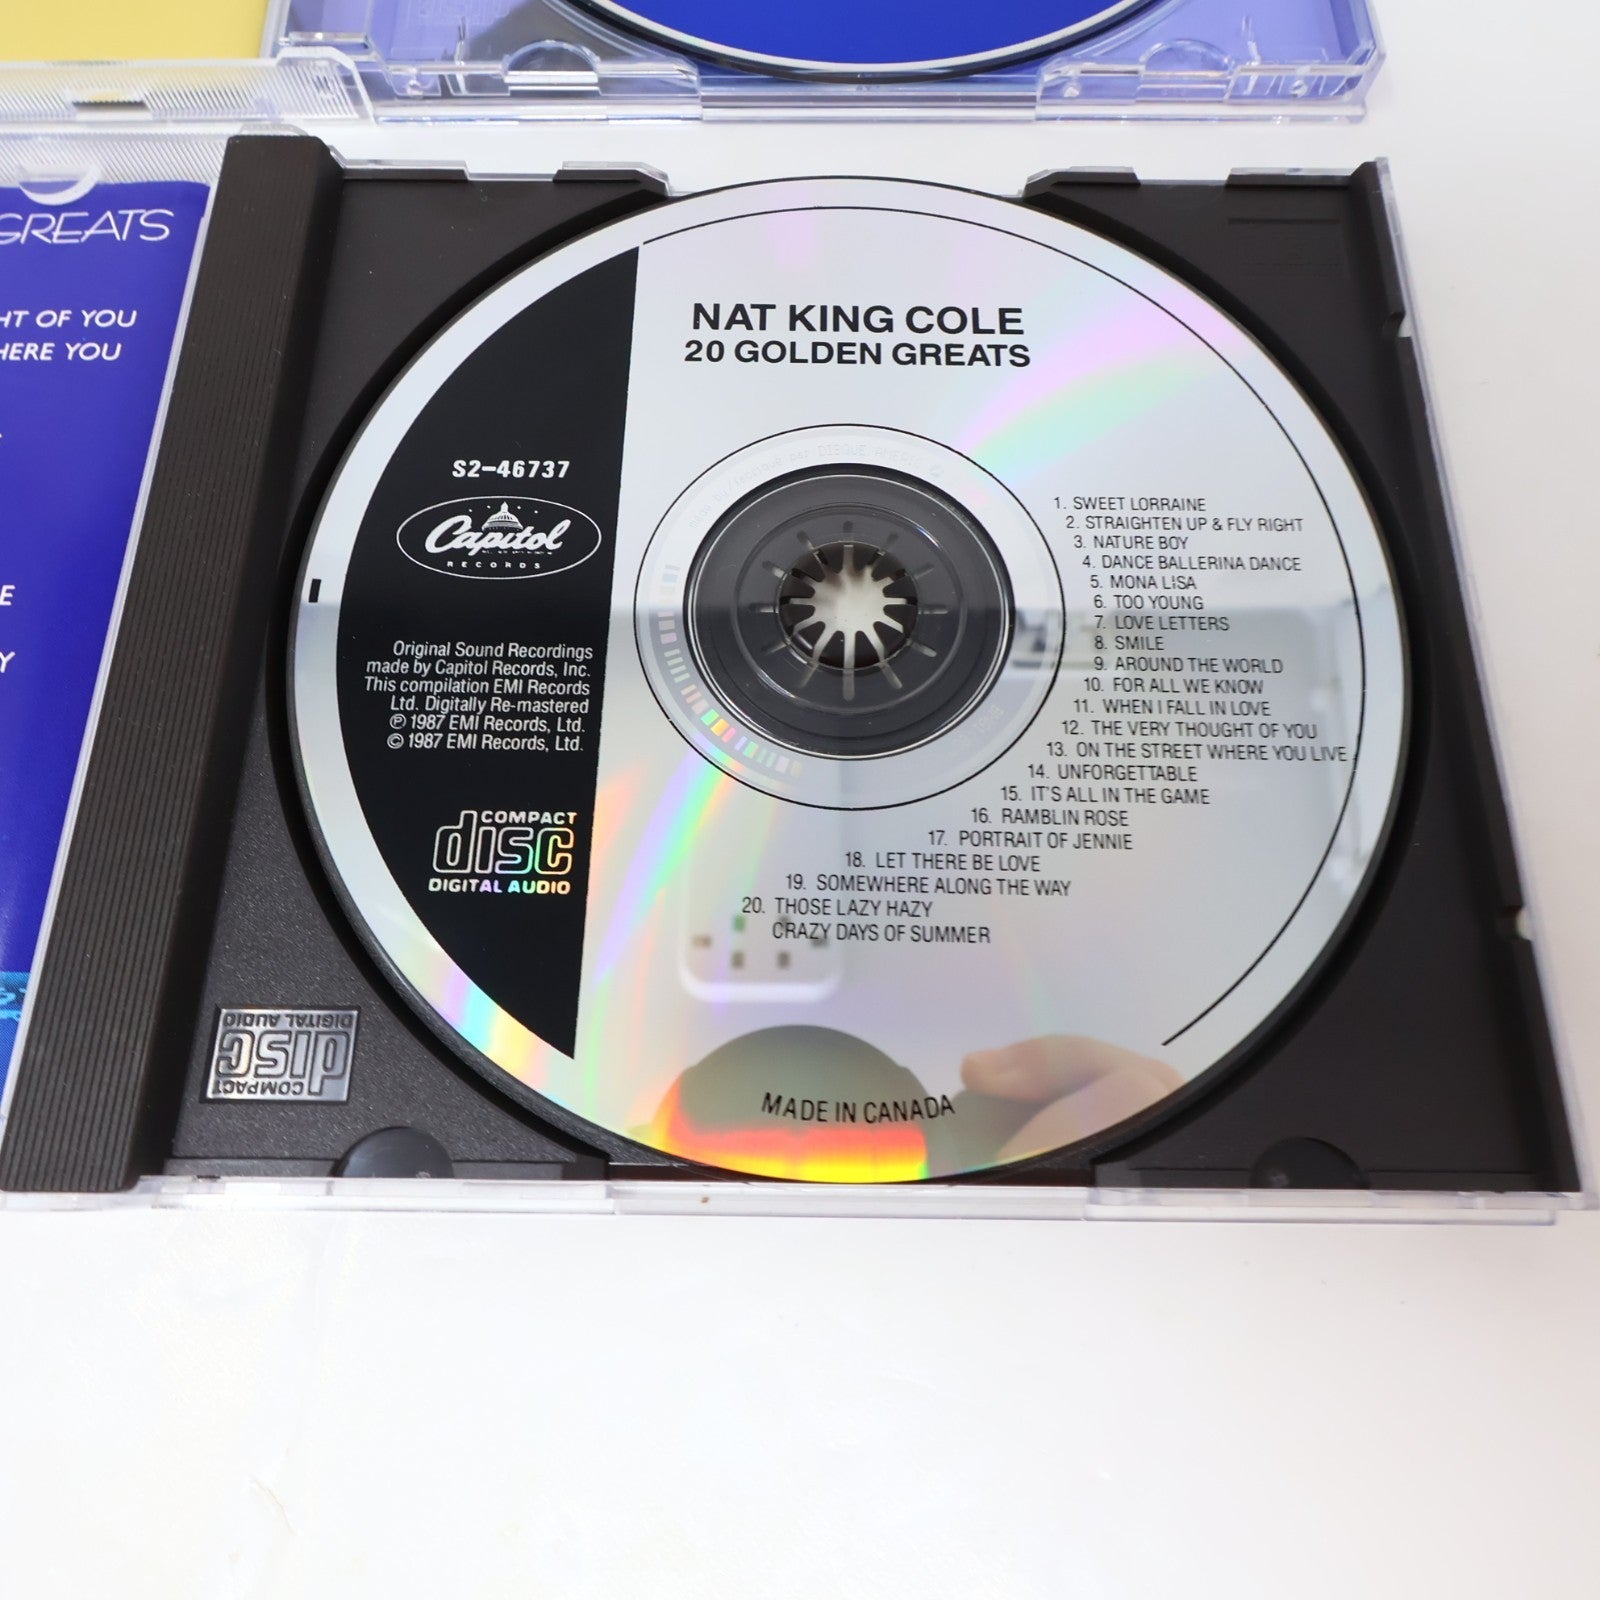 GREATS
HT OF YOU
HERE YOU
E
Y
NAT KING COLE
20 GOLDEN GREATS
S2-46737
Capitol
RECORDS
Original Sound Recordings
made by Capitol Records, Inc.
This compilation EMI Records
Ltd. Digitally Re-mastered
℗ 1987 EMI Records, Ltd.
© 1987 EMI Records, Ltd.
COMPACT
disc
DIGITAL AUDIO
made by/fabriqué par DISQUE AMERIC
1. SWEET LORRAINE
2. STRAIGHTEN UP & FLY RIGHT
3. NATURE BOY
4. DANCE BALLERINA DANCE
5. MONA LISA
6. TOO YOUNG
7. LOVE LETTERS
8. SMILE
9. AROUND THE WORLD
10. FOR ALL WE KNOW
11. WHEN I FALL IN LOVE
12. THE VERY THOUGHT OF YOU
13. ON THE STREET WHERE YOU LIVE
14. UNFORGETTABLE
15. IT'S ALL IN THE GAME
16. RAMBLIN ROSE
17. PORTRAIT OF JENNIE
18. LET THERE BE LOVE
19. SOMEWHERE ALONG THE WAY
20. THOSE LAZY HAZY
CRAZY DAYS OF SUMMER
MADE IN CANADA
COMPACT
disc
DIGITAL AUDIO